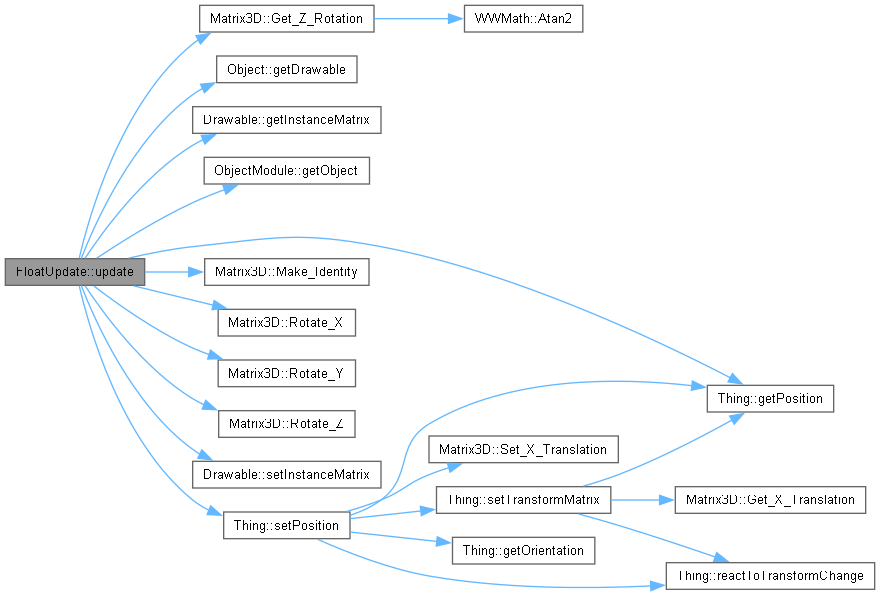 Matrix3D::Get_Z_Rotation
WWMath::Atan2
Object::getDrawable
Drawable::getInstanceMatrix
ObjectModule::getObject
FloatUpdate::update
Matrix3D::Make_Identity
Matrix3D::Rotate_X
Matrix3D::Rotate_Y
Thing::getPosition
Matrix3D::Rotate_Z
Matrix3D::Set_X_Translation
Drawable::setInstanceMatrix
Thing::setTransformMatrix
Matrix3D::Get_X_Translation
Thing::setPosition
Thing::getOrientation
Thing::reactToTransformChange